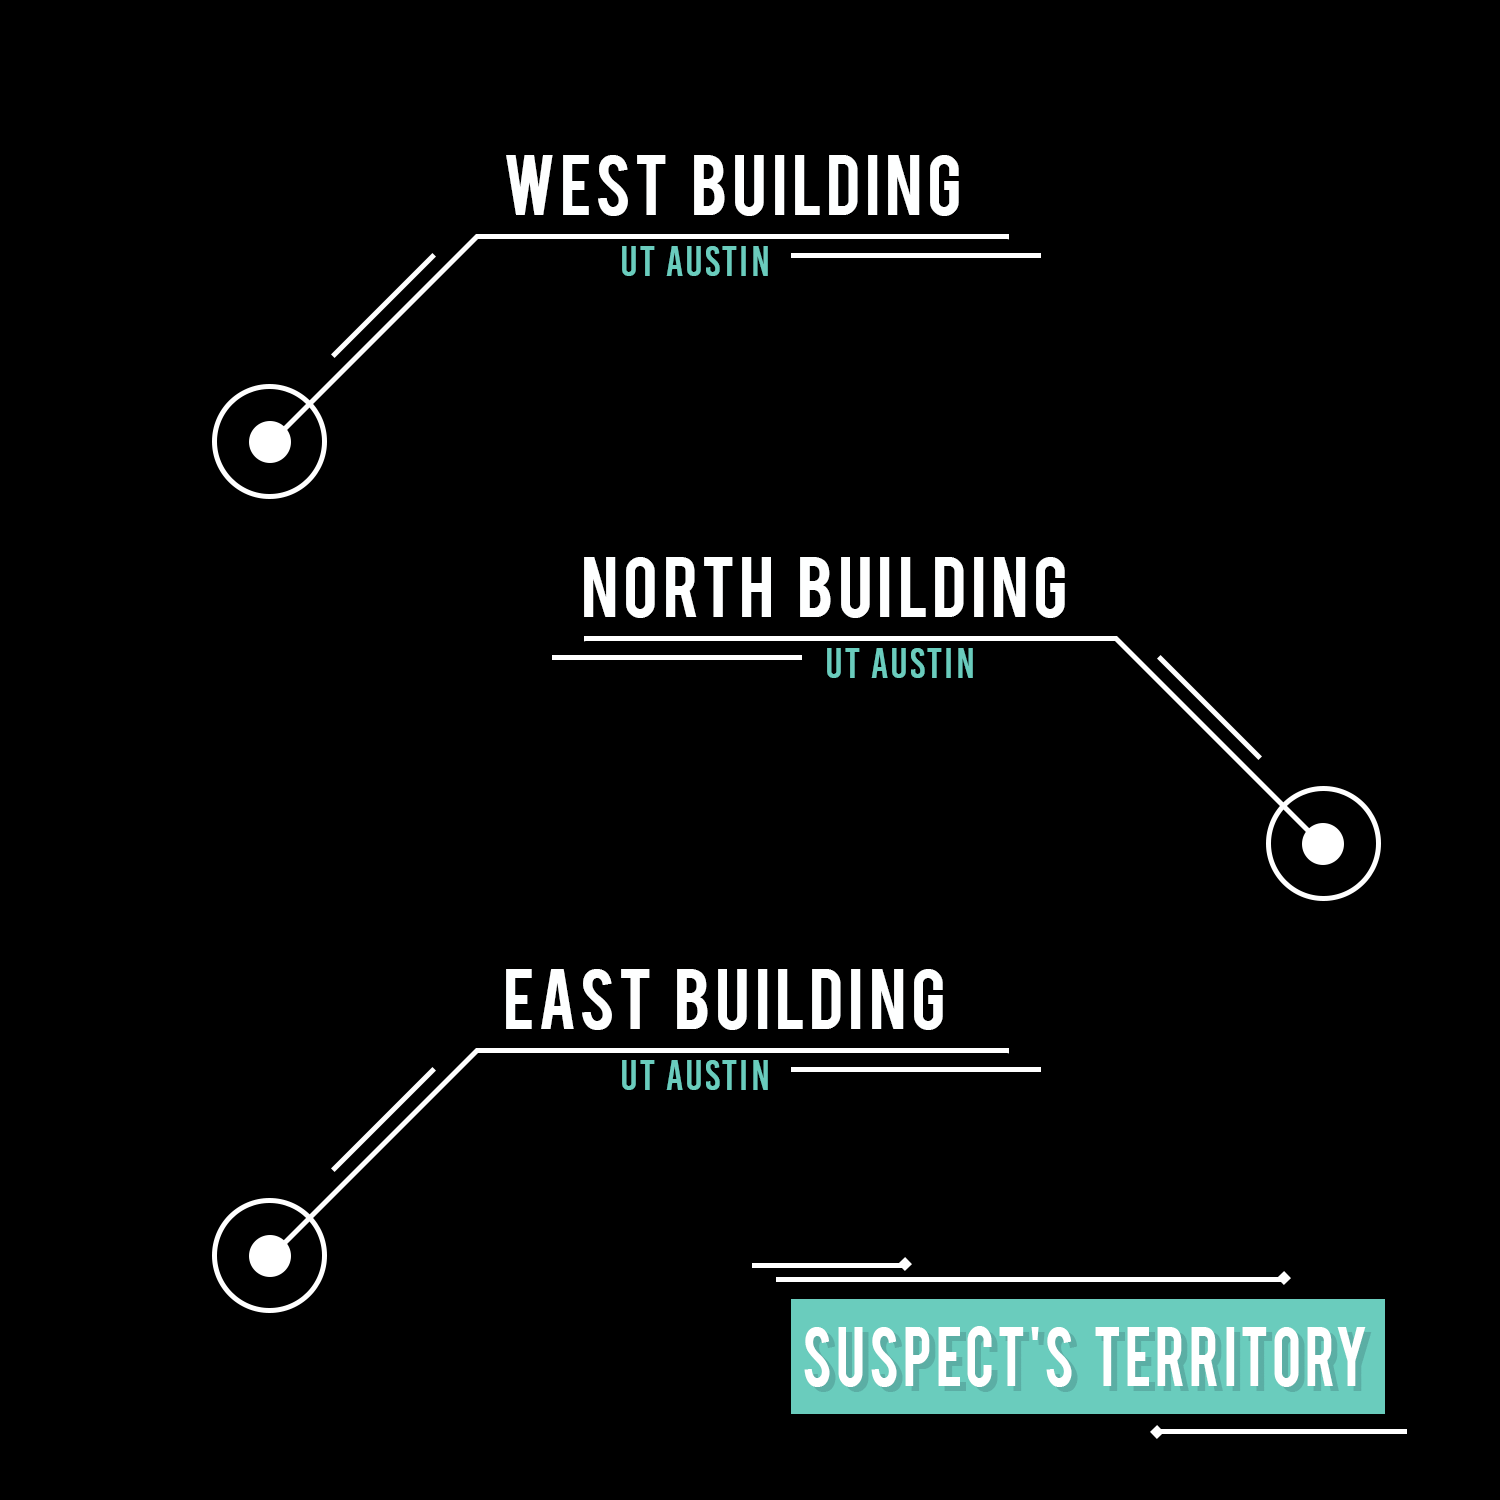 WEST BUILDING
UT AUSTIN
NORTH BUILDING
UT AUSTIN
EAST BUILDING
UT AUSTIN
SUSPECT'S TERRITORY